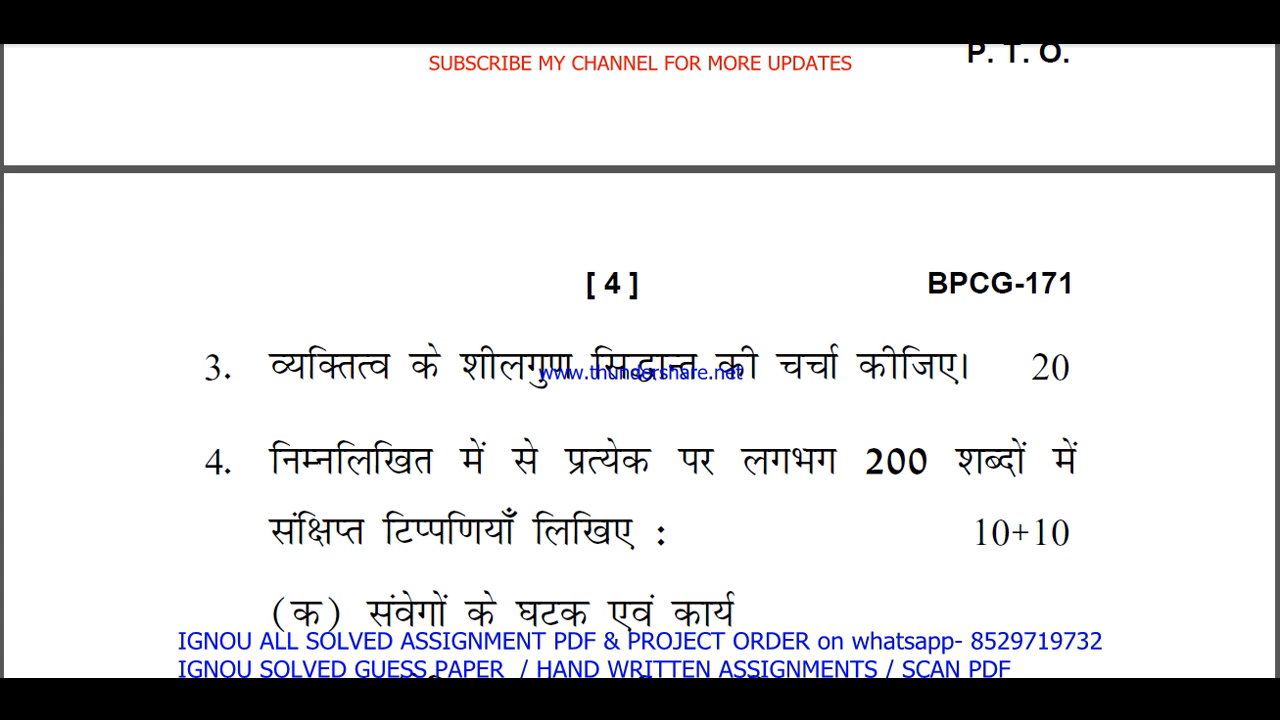 P. T. O.
SUBSCRIBE MY CHANNEL FOR MORE UPDATES
[ 4 ] BPCG-171
3. व्यक्तित्व के शीलगुण सिद्धान्त की चर्चा कीजिए। 20
www.thundershare.net
4. निम्नलिखित में से प्रत्येक पर लगभग 200 शब्दों में
संक्षिप्त टिप्पणियाँ लिखिए : 10+10
(क) संवेगों के घटक एवं कार्य
IGNOU ALL SOLVED ASSIGNMENT PDF & PROJECT ORDER on whatsapp- 8529719732
IGNOU SOLVED GUESS PAPER / HAND WRITTEN ASSIGNMENTS / SCAN PDF